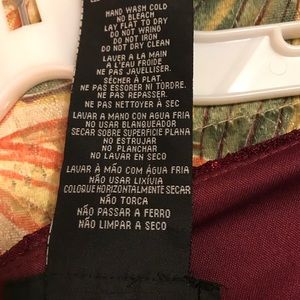 HAND WASH COLD
NO BLEACH
LAY FLAT TO DRY
DO NOT WRING
DO NOT IRON
DO NOT DRY CLEAN
LAVER A LA MAIN
A L'EAU FROIDE
NE PAS JAVELLISER.
SÉCHER À PLAT.
NE PAS ESSORER NI TORDRE.
NE PAS REPASSER.
NE PAS NETTOYER À SEC
LAVAR A MANO CON AGUA FRIA
NO USAR BLANQUEADOR
SECAR SOBRE SUPERFICIE PLANA
NO ESTRUJAR
NO PLANCHAR
NO LAVAR EN SECO
LAVAR À MÃO COM ÁGUA FRIA
NÃO USAR LIXÍVIA
COLOQUE HORIZONTALMENTE SECAR
NÃO TORCA
NÃO PASSAR A FERRO
NÃO LIMPAR A SECO